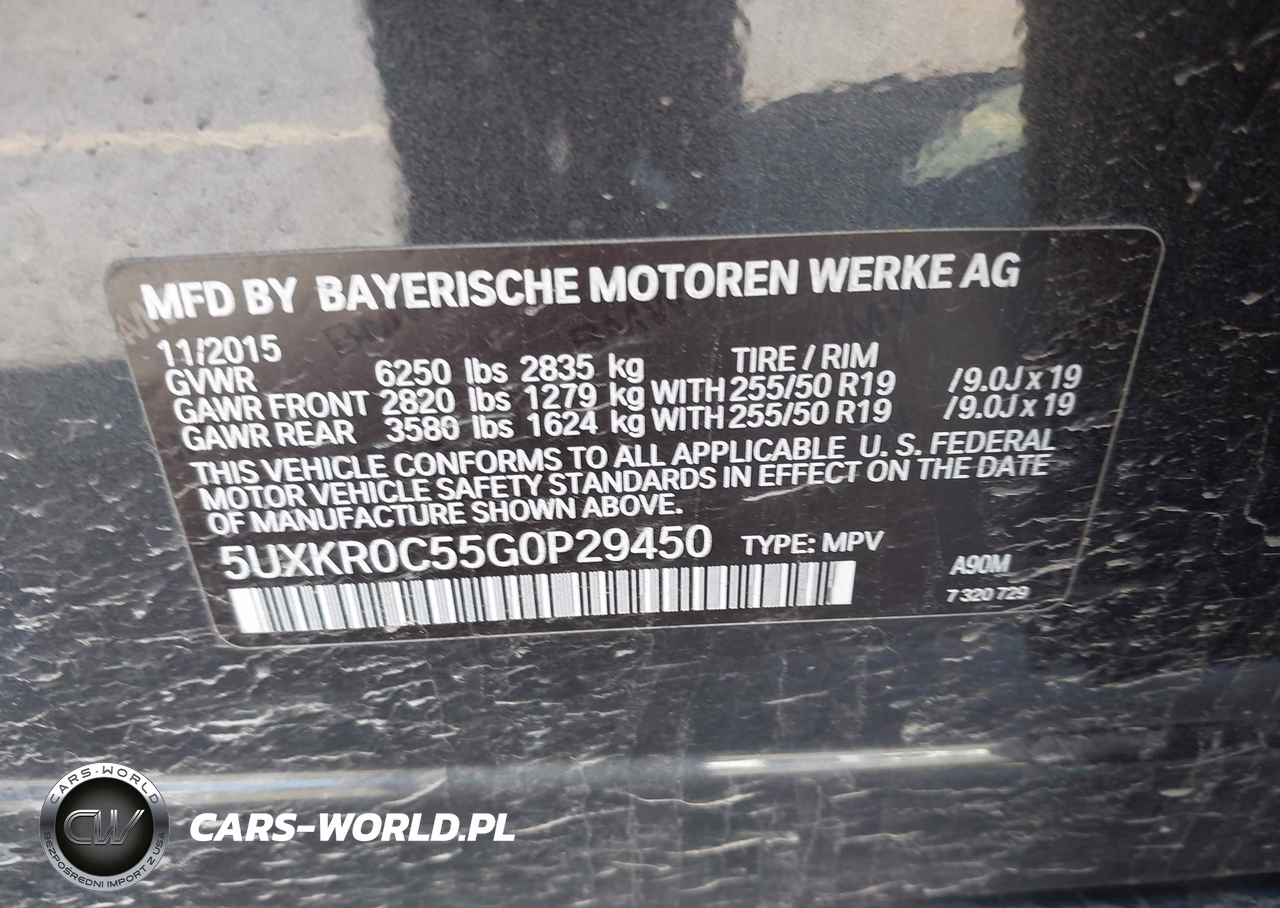 MFD BY BAYERISCHE MOTOREN WERKE AG
11/2015 TIRE / RIM
GVWR 6250 lbs 2835 kg
GAWR FRONT 2820 lbs 1279 kg WITH 255/50 R19 /9.0J x 19
GAWR REAR 3580 lbs 1624 kg WITH 255/50 R19 /9.0J x 19
THIS VEHICLE CONFORMS TO ALL APPLICABLE U. S. FEDERAL
MOTOR VEHICLE SAFETY STANDARDS IN EFFECT ON THE DATE
OF MANUFACTURE SHOWN ABOVE.
5UXKR0C55G0P29450 TYPE: MPV
A90M
7 320 729
CARS-WORLD
CW
BEZPOŚREDNI IMPORT Z USA
CARS-WORLD.PL